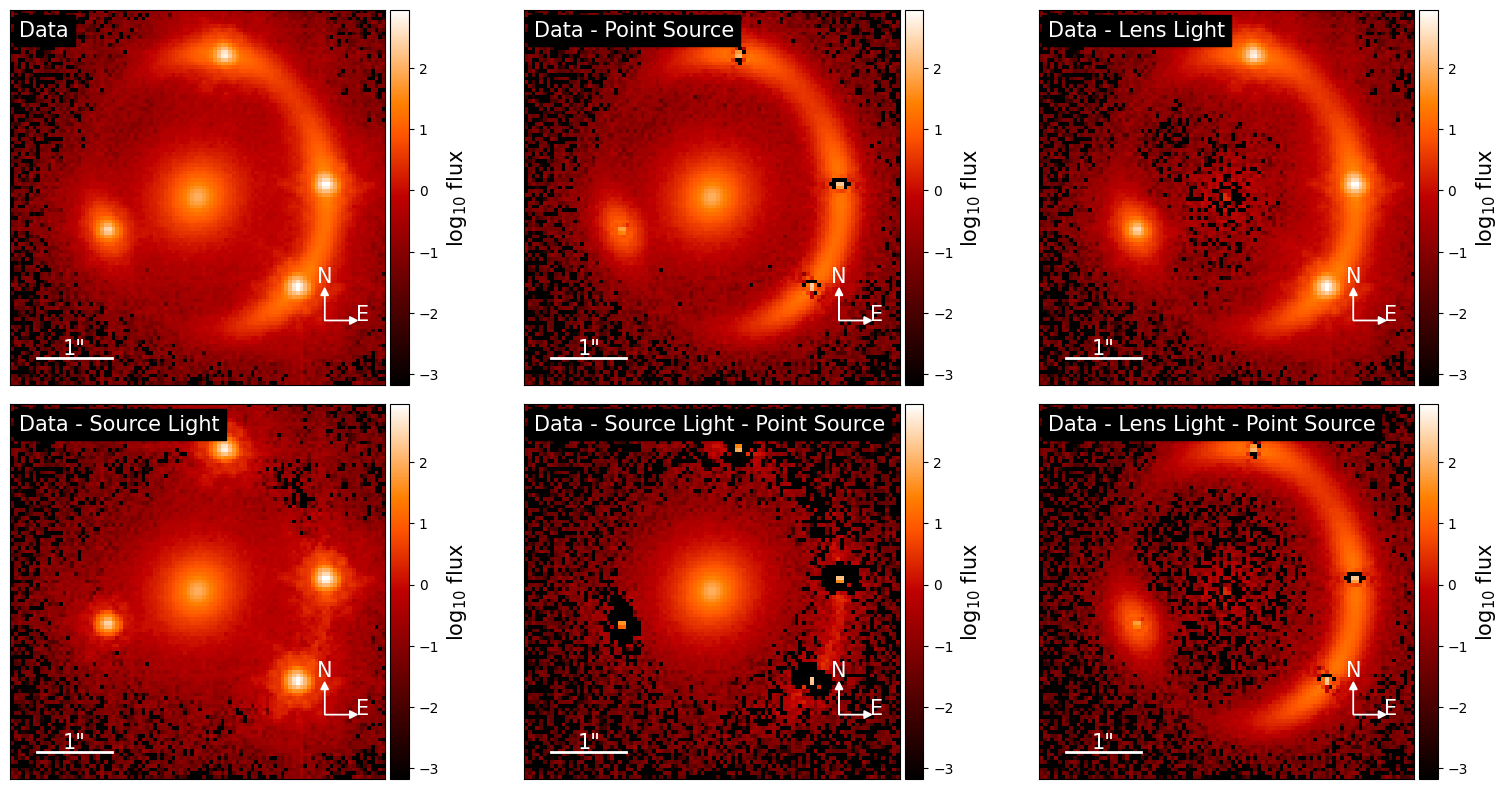 Data
N
E
1"
2
1
0
−1
−2
−3
log₁₀ flux
Data - Point Source
N
E
1"
2
1
0
−1
−2
−3
log₁₀ flux
Data - Lens Light
N
E
1"
2
1
0
−1
−2
−3
log₁₀ flux
Data - Source Light
N
E
1"
2
1
0
−1
−2
−3
log₁₀ flux
Data - Source Light - Point Source
N
E
1"
2
1
0
−1
−2
−3
log₁₀ flux
Data - Lens Light - Point Source
N
E
1"
2
1
0
−1
−2
−3
log₁₀ flux